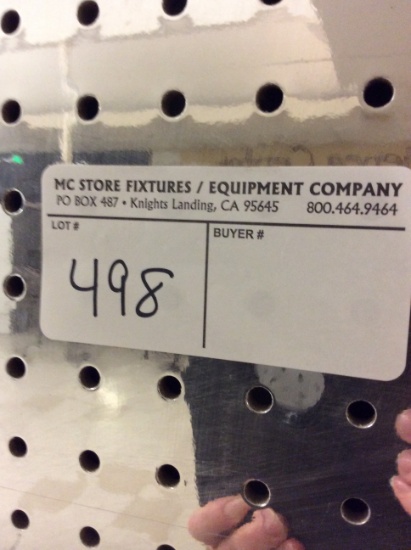 MC STORE FIXTURES / EQUIPMENT COMPANY
PO BOX 487 • Knights Landing, CA 95645 800.464.9464
LOT # BUYER #
498